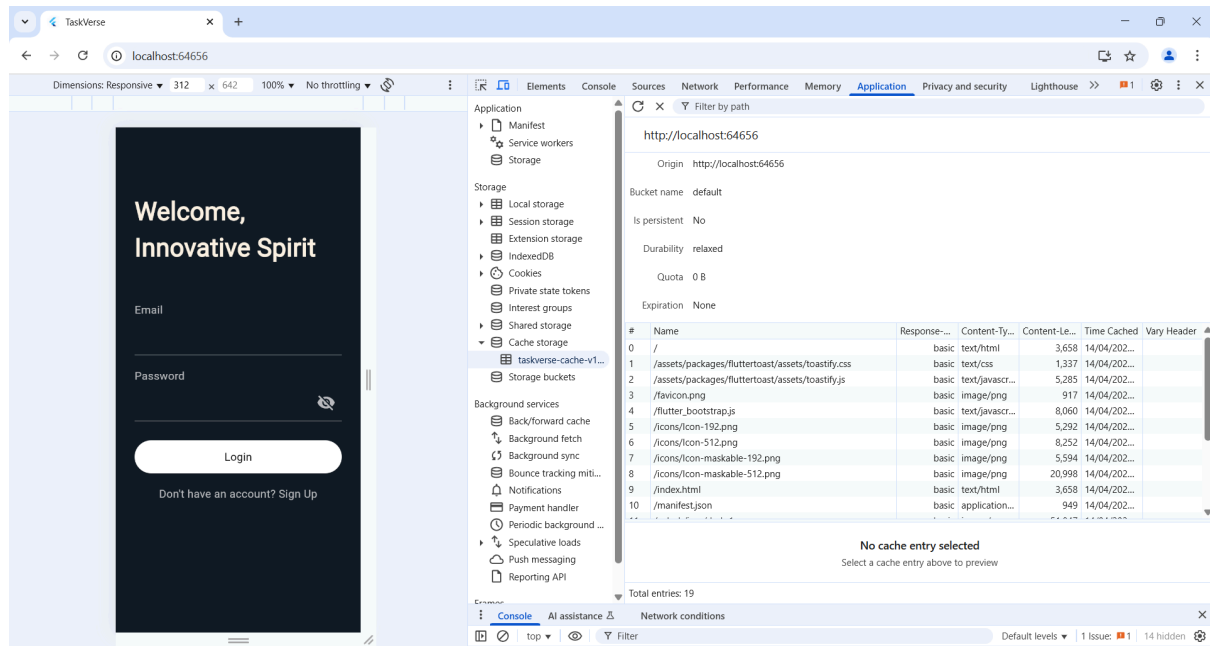 TaskVerse
localhost:64656
Dimensions: Responsive 312 x 642 100% No throttling
Welcome,
Innovative Spirit
Email
Password
Login
Don't have an account? Sign Up
Elements Console Sources Network Performance Memory Application Privacy and security Lighthouse 1
Application
Manifest
Service workers
Storage
Storage
Local storage
Session storage
Extension storage
IndexedDB
Cookies
Private state tokens
Interest groups
Shared storage
Cache storage
taskverse-cache-v1...
Storage buckets
Background services
Back/forward cache
Background fetch
Background sync
Bounce tracking miti...
Notifications
Payment handler
Periodic background ...
Speculative loads
Push messaging
Reporting API
Frames
Filter by path
http://localhost:64656
Origin http://localhost:64656
Bucket name default
Is persistent No
Durability relaxed
Quota 0 B
Expiration None
# Name Response-... Content-Ty... Content-Le... Time Cached Vary Header
0 / basic text/html 3,658 14/04/202...
1 /assets/packages/fluttertoast/assets/toastify.css basic text/css 1,337 14/04/202...
2 /assets/packages/fluttertoast/assets/toastify.js basic text/javascr... 5,285 14/04/202...
3 /favicon.png basic image/png 917 14/04/202...
4 /flutter_bootstrap.js basic text/javascr... 8,060 14/04/202...
5 /icons/Icon-192.png basic image/png 5,292 14/04/202...
6 /icons/Icon-512.png basic image/png 8,252 14/04/202...
7 /icons/Icon-maskable-192.png basic image/png 5,594 14/04/202...
8 /icons/Icon-maskable-512.png basic image/png 20,998 14/04/202...
9 /index.html basic text/html 3,658 14/04/202...
10 /manifest.json basic application... 949 14/04/202...
No cache entry selected
Select a cache entry above to preview
Total entries: 19
Console AI assistance Network conditions
top Filter Default levels 1 Issue: 1 14 hidden